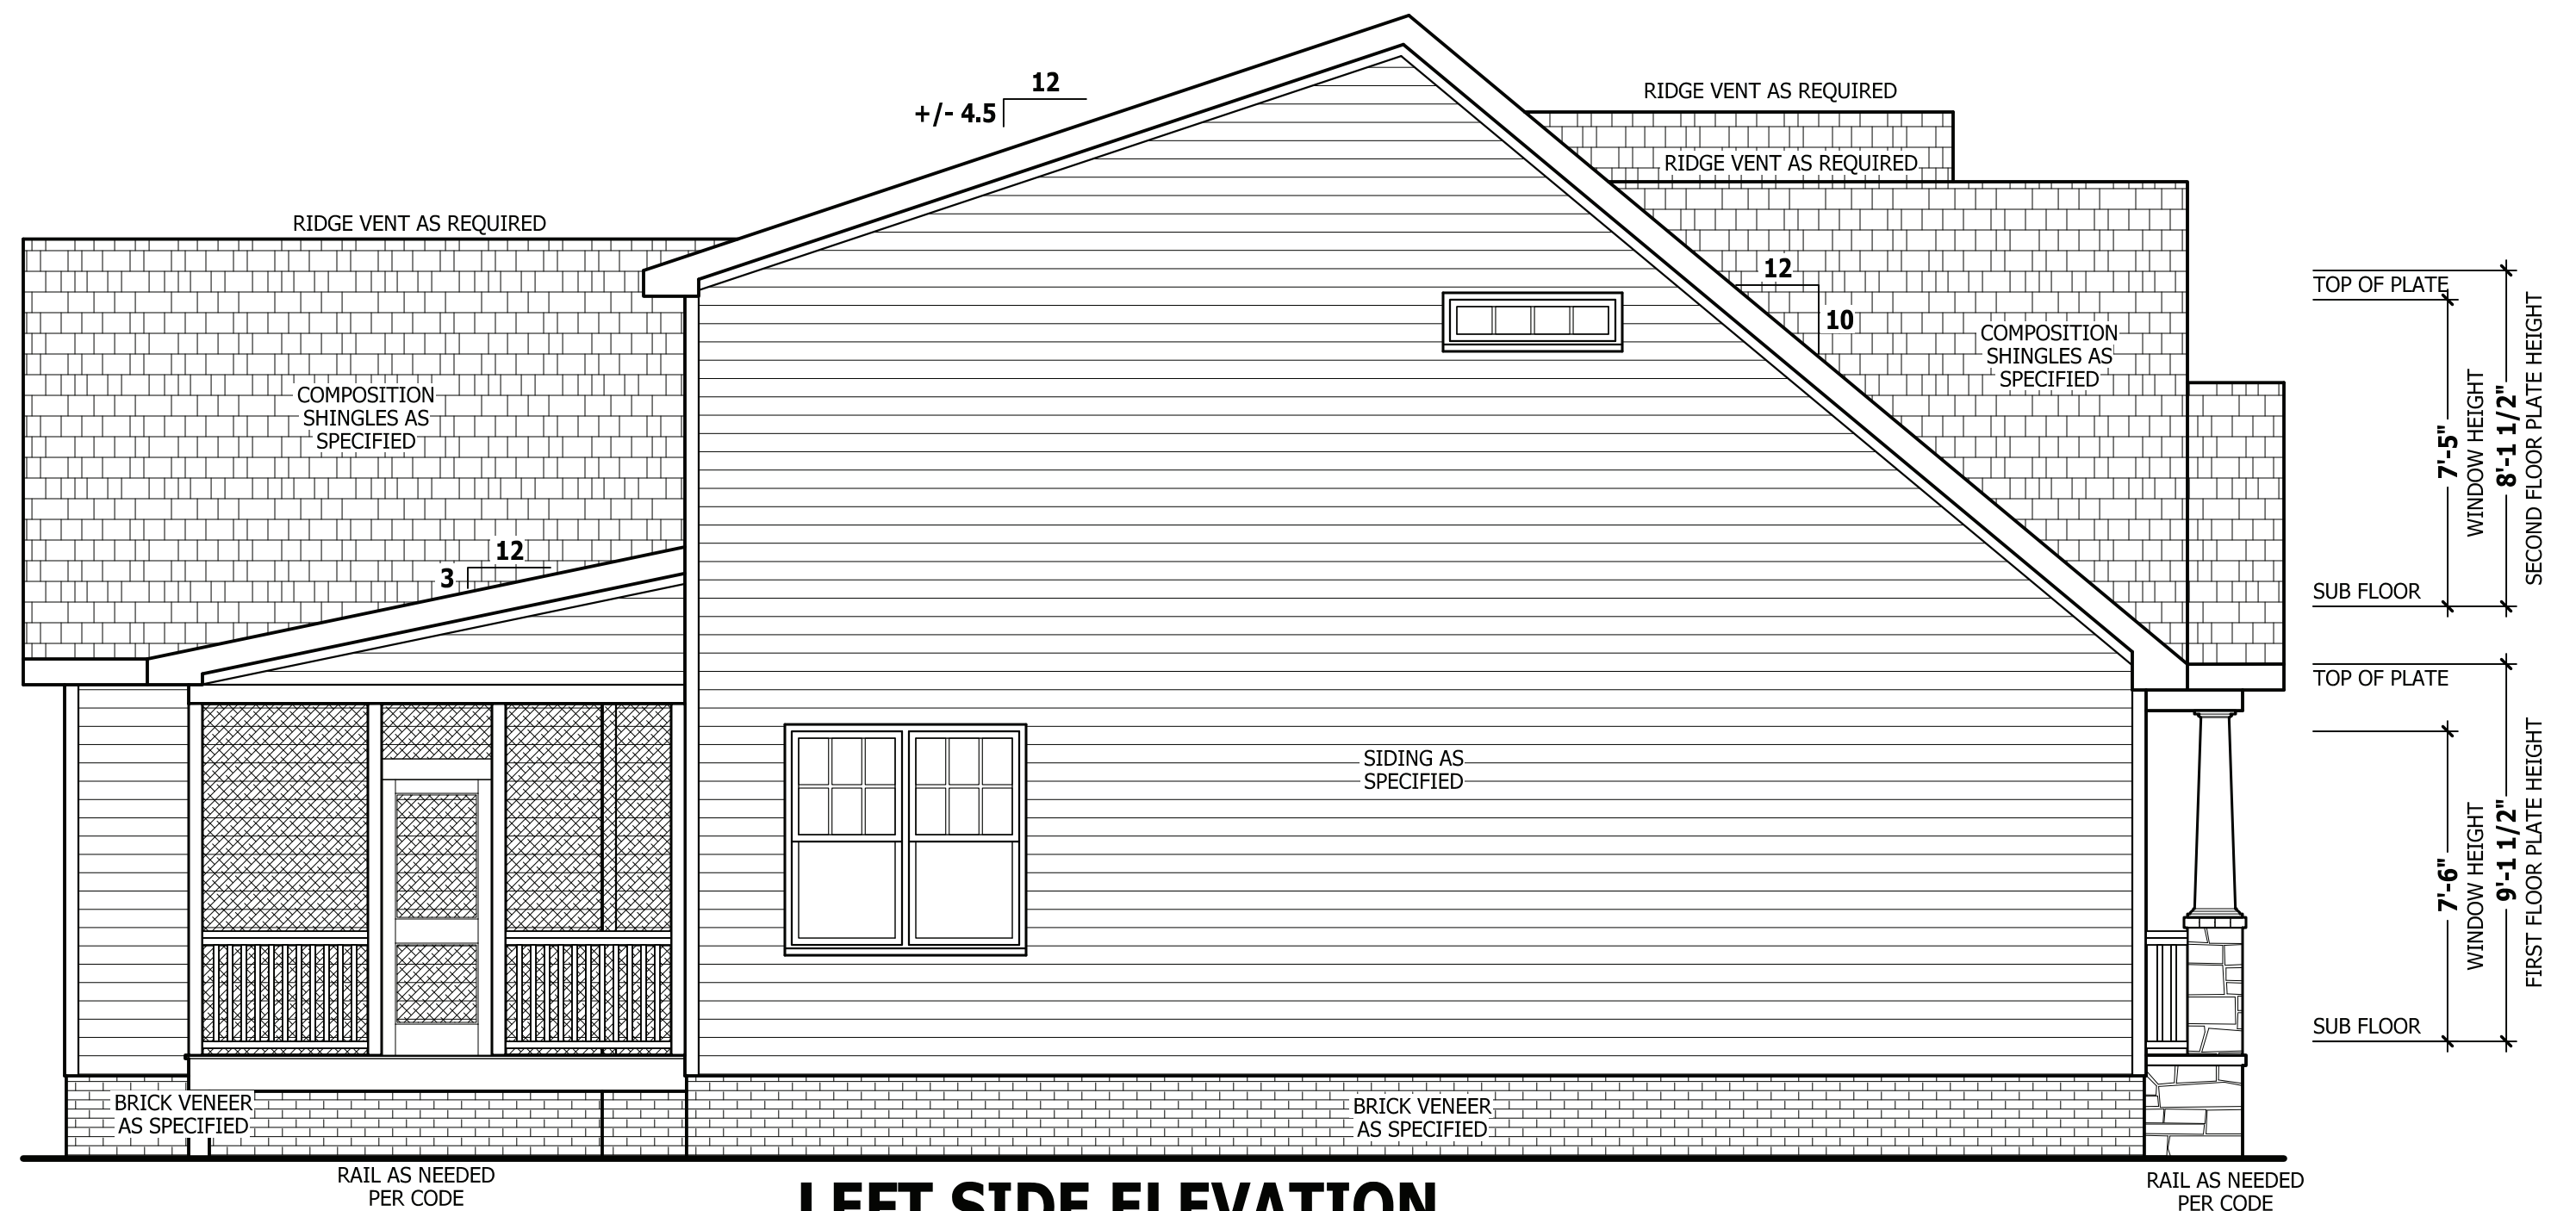 12
+/- 4.5
RIDGE VENT AS REQUIRED
RIDGE VENT AS REQUIRED
RIDGE VENT AS REQUIRED
12
10
TOP OF PLATE
COMPOSITION
SHINGLES AS
SPECIFIED
COMPOSITION
SHINGLES AS
SPECIFIED
7'-5"
WINDOW HEIGHT
8'-1 1/2"
SECOND FLOOR PLATE HEIGHT
12
3
SUB FLOOR
TOP OF PLATE
SIDING AS
SPECIFIED
7'-6"
WINDOW HEIGHT
9'-1 1/2"
FIRST FLOOR PLATE HEIGHT
SUB FLOOR
BRICK VENEER
AS SPECIFIED
BRICK VENEER
AS SPECIFIED
RAIL AS NEEDED
PER CODE
RAIL AS NEEDED
PER CODE
LEFT SIDE ELEVATION